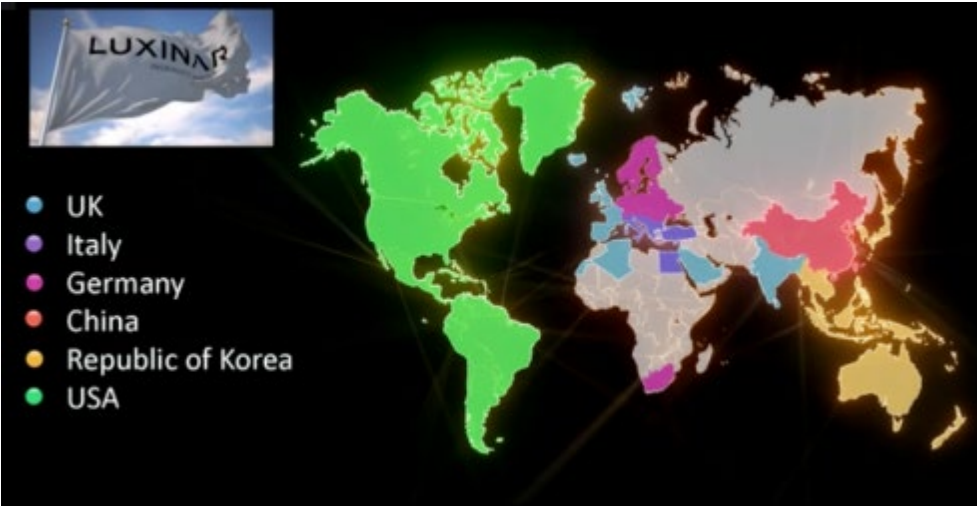 LUXINAR
UK
Italy
Germany
China
Republic of Korea
USA